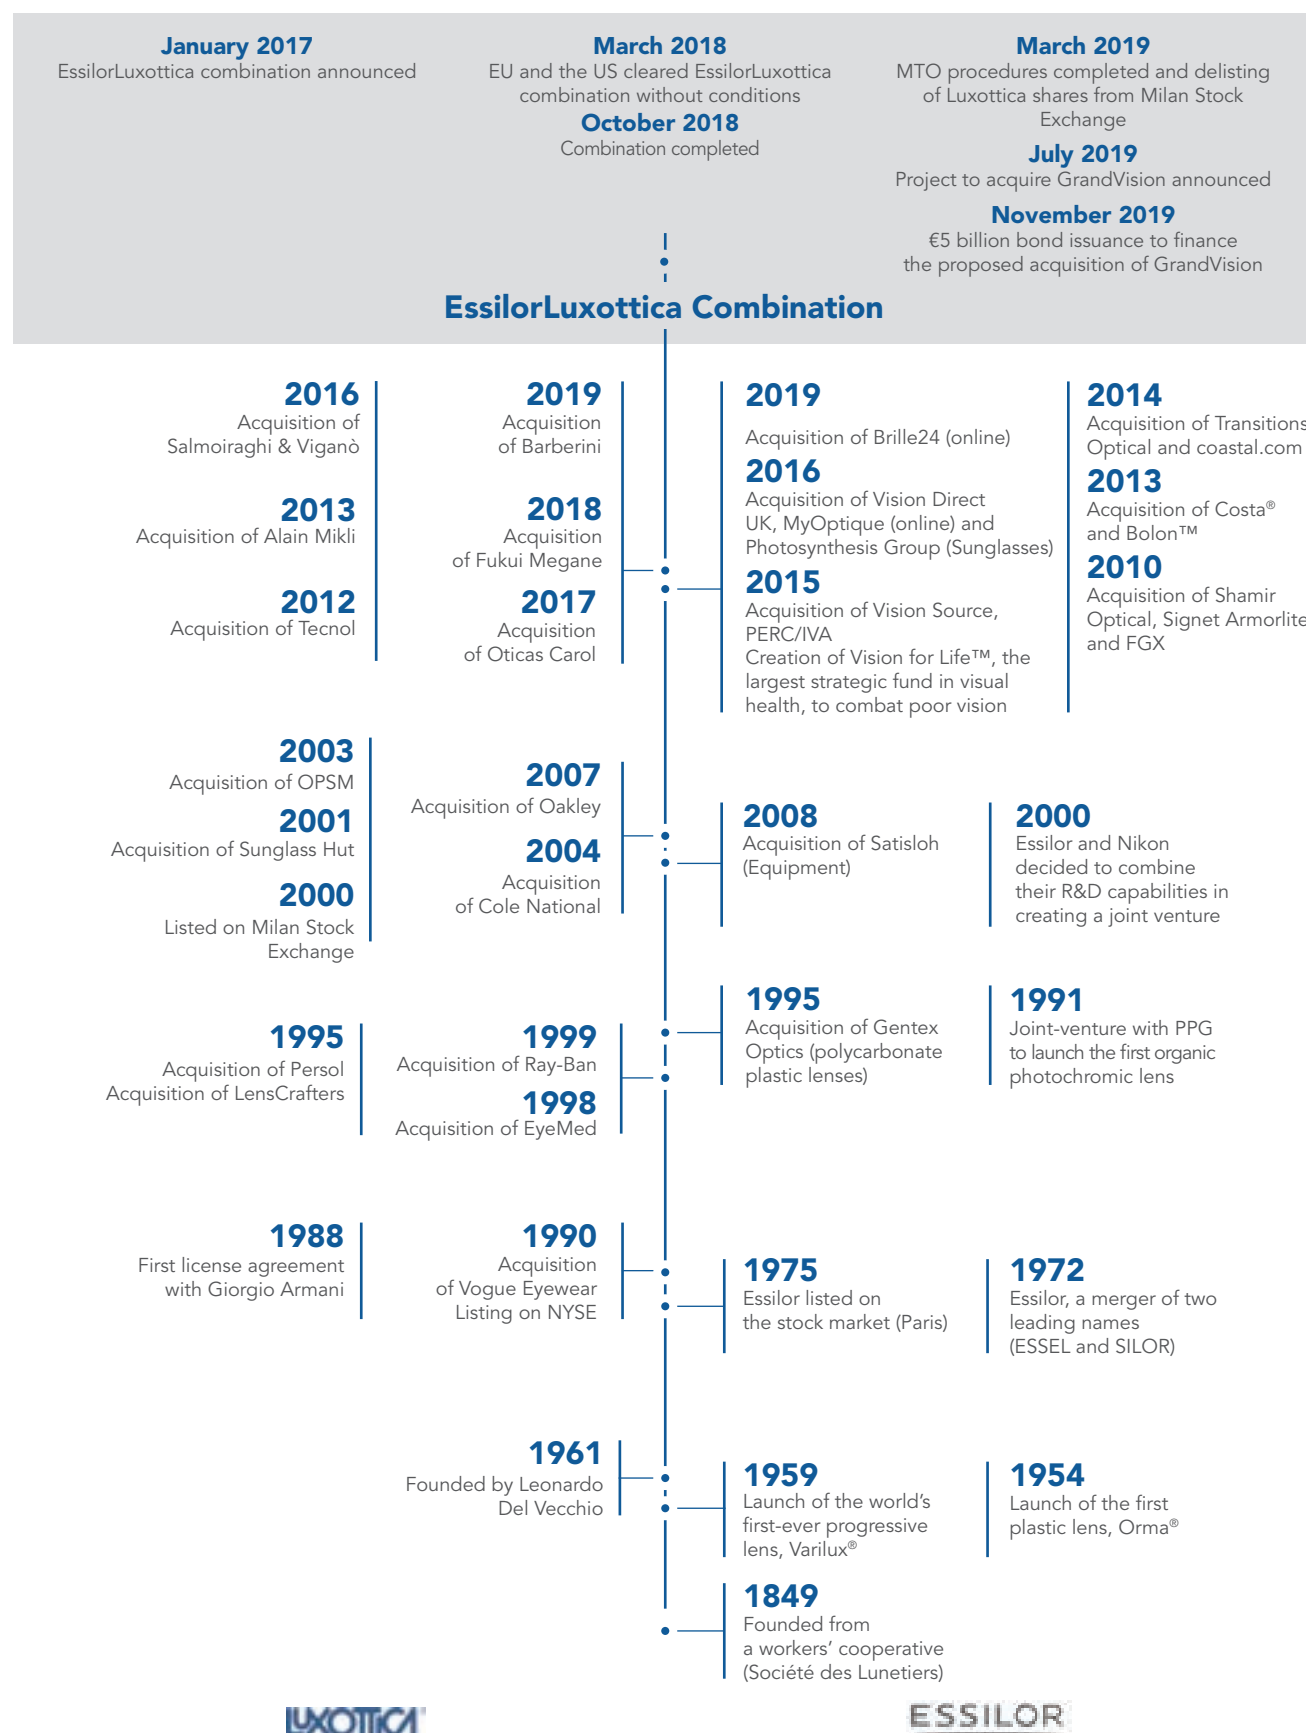 January 2017
EssilorLuxottica combination announced
March 2018
EU and the US cleared EssilorLuxottica
combination without conditions
October 2018
Combination completed
March 2019
MTO procedures completed and delisting
of Luxottica shares from Milan Stock
Exchange
July 2019
Project to acquire GrandVision announced
November 2019
€5 billion bond issuance to finance
the proposed acquisition of GrandVision
EssilorLuxottica Combination
2016
Acquisition of
Salmoiraghi & Viganò
2013
Acquisition of Alain Mikli
2012
Acquisition of Tecnol
2019
Acquisition
of Barberini
2018
Acquisition
of Fukui Megane
2017
Acquisition
of Oticas Carol
2019
Acquisition of Brille24 (online)
2016
Acquisition of Vision Direct
UK, MyOptique (online) and
Photosynthesis Group (Sunglasses)
2015
Acquisition of Vision Source,
PERC/IVA
Creation of Vision for Life™, the
largest strategic fund in visual
health, to combat poor vision
2014
Acquisition of Transitions
Optical and coastal.com
2013
Acquisition of Costa®
and Bolon™
2010
Acquisition of Shamir
Optical, Signet Armorlite
and FGX
2003
Acquisition of OPSM
2001
Acquisition of Sunglass Hut
2000
Listed on Milan Stock
Exchange
2007
Acquisition of Oakley
2004
Acquisition
of Cole National
2008
Acquisition of Satisloh
(Equipment)
2000
Essilor and Nikon
decided to combine
their R&D capabilities in
creating a joint venture
1995
Acquisition of Persol
Acquisition of LensCrafters
1999
Acquisition of Ray-Ban
1998
Acquisition of EyeMed
1995
Acquisition of Gentex
Optics (polycarbonate
plastic lenses)
1991
Joint-venture with PPG
to launch the first organic
photochromic lens
1988
First license agreement
with Giorgio Armani
1990
Acquisition
of Vogue Eyewear
Listing on NYSE
1975
Essilor listed on
the stock market (Paris)
1972
Essilor, a merger of two
leading names
(ESSEL and SILOR)
1961
Founded by Leonardo
Del Vecchio
1959
Launch of the world's
first-ever progressive
lens, Varilux®
1954
Launch of the first
plastic lens, Orma®
1849
Founded from
a workers' cooperative
(Société des Lunetiers)
LUXOTTICA
ESSILOR